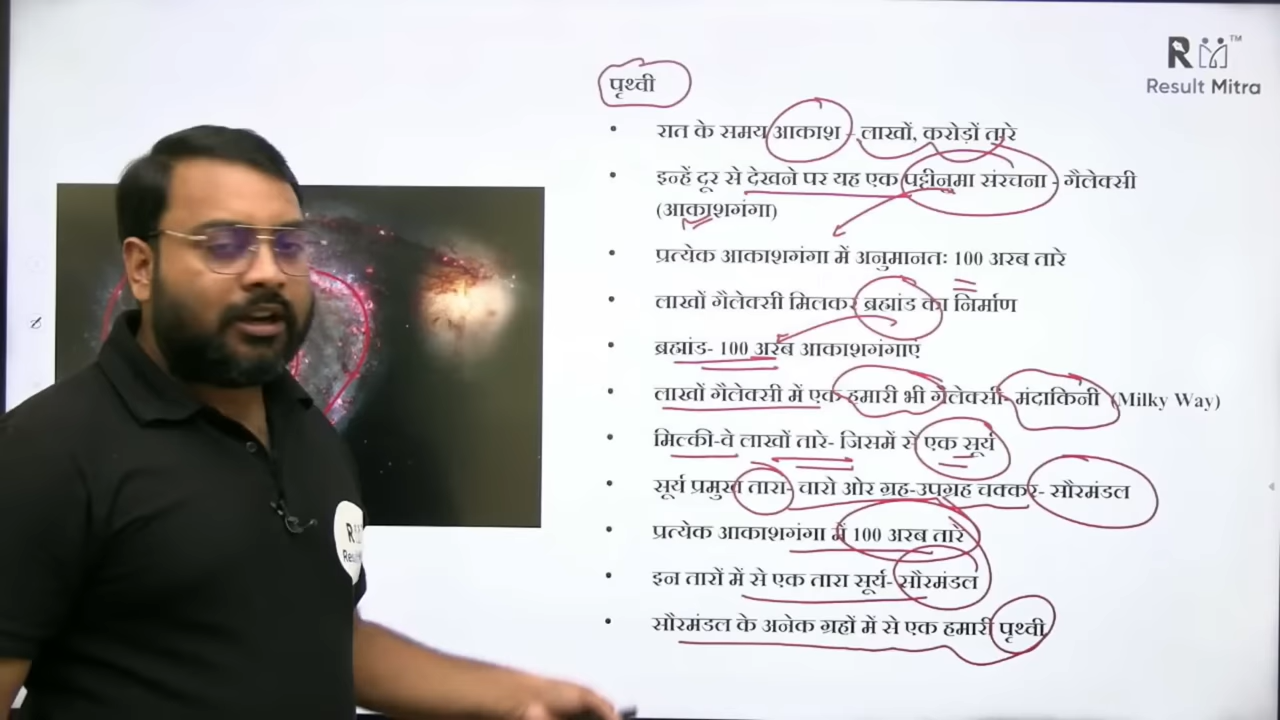 R TM
Result Mitra
पृथ्वी
• रात के समय आकाश - लाखों, करोड़ों तारे
• इन्हें दूर से देखने पर यह एक पट्टीनमा संरचना - गैलेक्सी
(आकाशगंगा)
• प्रत्येक आकाशगंगा में अनुमानतः 100 अरब तारे
• लाखों गैलेक्सी मिलकर ब्रह्मांड का निर्माण
• ब्रह्मांड- 100 अरब आकाशगंगाएं
• लाखों गैलेक्सी में एक हमारी भी गैलेक्सी- मंदाकिनी (Milky Way)
• मिल्की-वे लाखों तारे- जिसमें से एक सूर्य
• सूर्य प्रमुख तारा- चारो ओर ग्रह-उपग्रह चक्कर- सौरमंडल
• प्रत्येक आकाशगंगा में 100 अरब तारे
• इन तारों में से एक तारा सूर्य- सौरमंडल
• सौरमंडल के अनेक ग्रहों में से एक हमारी पृथ्वी
R